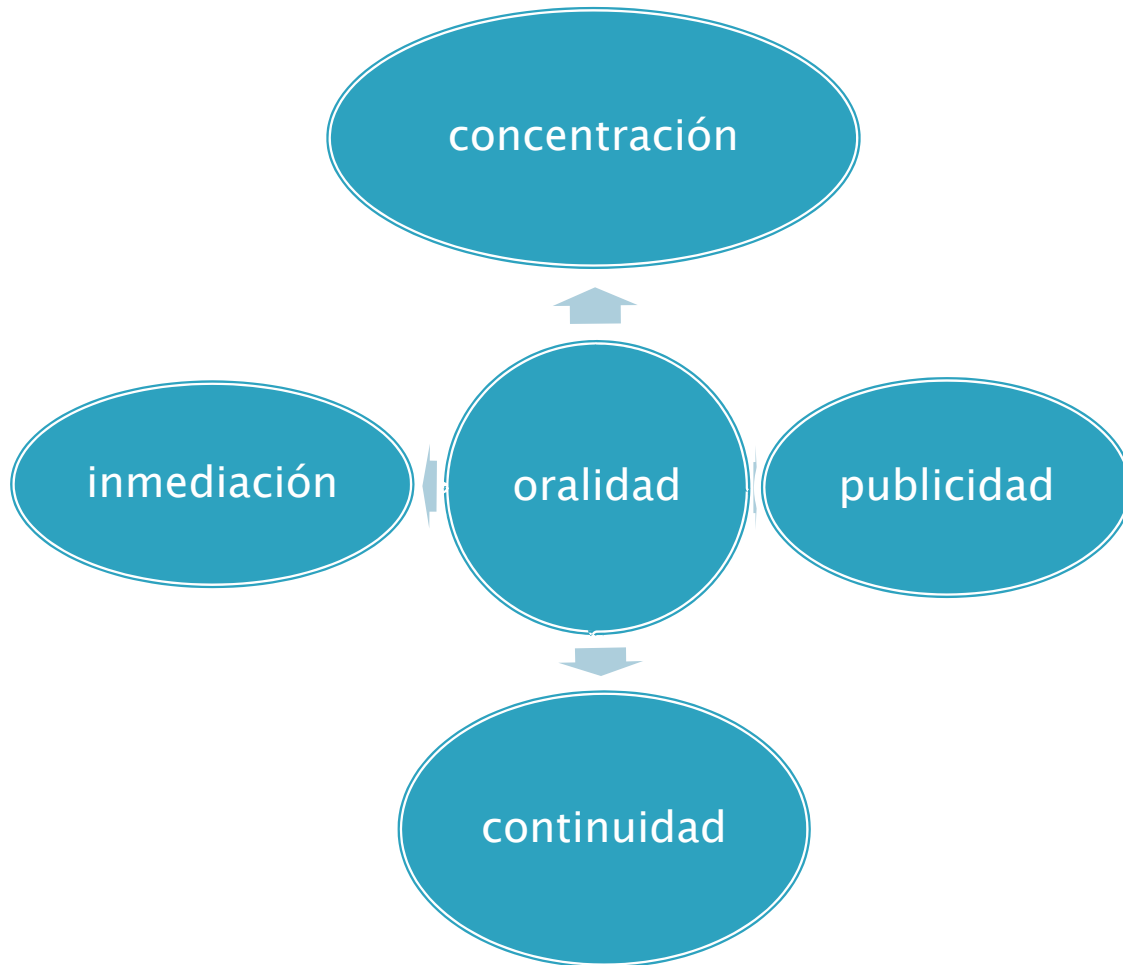 concentración
inmediación
oralidad
publicidad
continuidad